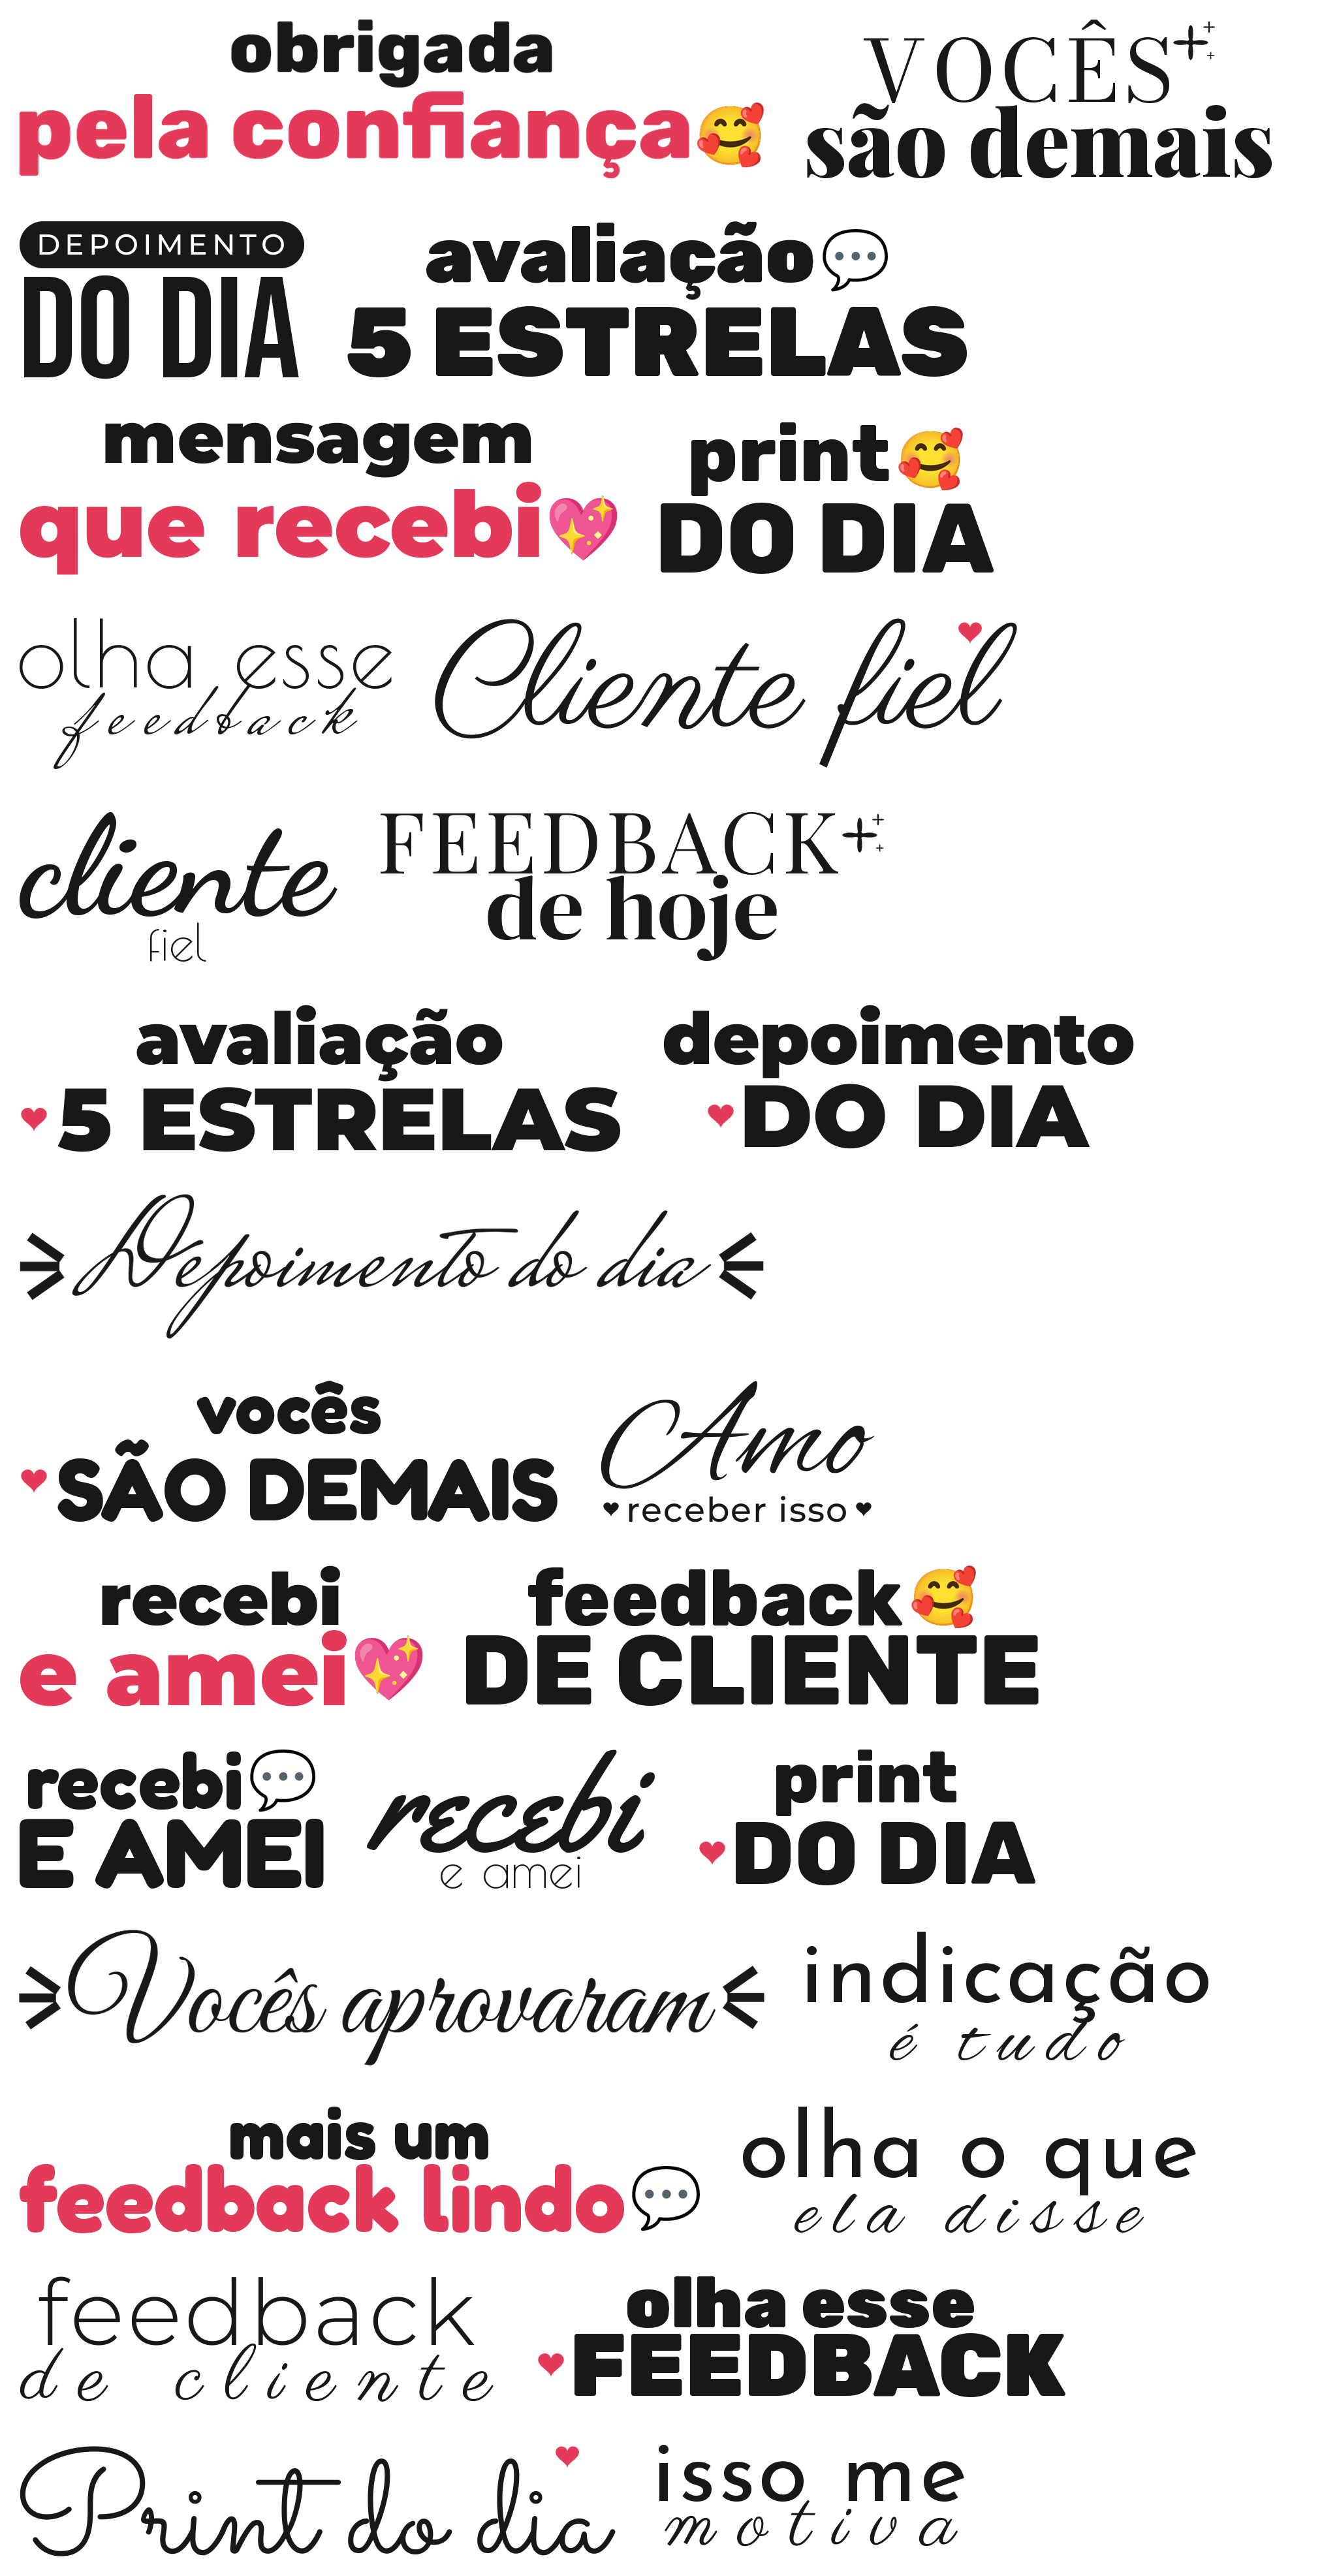 obrigada
pela confiança🥰
VOCÊS
são demais
DEPOIMENTO
DO DIA
avaliação💬
5 ESTRELAS
mensagem
que recebi💖
print🥰
DO DIA
olha esse
feedback
Cliente fiel
cliente
fiel
FEEDBACK
de hoje
avaliação
5 ESTRELAS
depoimento
DO DIA
Depoimento do dia
vocês
SÃO DEMAIS
Amo
receber isso
recebi
e amei💖
feedback🥰
DE CLIENTE
recebi💬
E AMEI
recebi
e amei
print
DO DIA
Vocês aprovaram
indicação
é tudo
mais um
feedback lindo💬
olha o que
ela disse
feedback
de cliente
olha esse
FEEDBACK
Print do dia
isso me
motiva